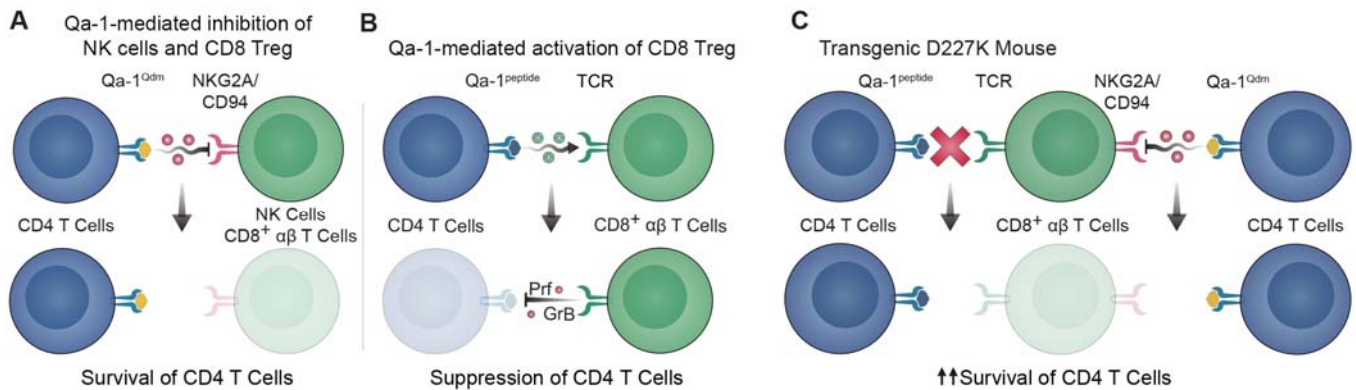 A
Qa-1-mediated inhibition of
NK cells and CD8 Treg
Qa-1Qdm
NKG2A/
CD94
CD4 T Cells
NK Cells
CD8+ αβ T Cells
Survival of CD4 T Cells
B
Qa-1-mediated activation of CD8 Treg
Qa-1peptide
TCR
CD4 T Cells
CD8+ αβ T Cells
Prf
GrB
Suppression of CD4 T Cells
C
Transgenic D227K Mouse
Qa-1peptide
TCR
NKG2A/
CD94
Qa-1Qdm
CD4 T Cells
CD8+ αβ T Cells
CD4 T Cells
↑↑Survival of CD4 T Cells